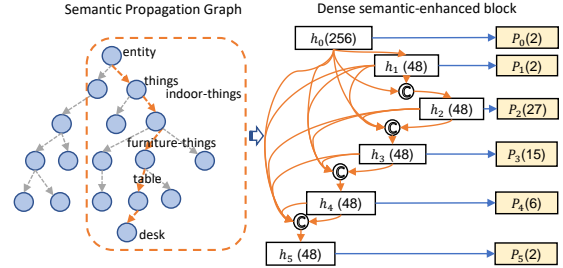 Semantic Propagation Graph
entity
things
indoor-things
furniture-things
table
desk
Dense semantic-enhanced block
h₀(256)
P₀(2)
h₁ (48)
P₁(2)
ℂ
h₂ (48)
P₂(27)
ℂ
h₃ (48)
P₃(15)
ℂ
h₄ (48)
P₄(6)
ℂ
h₅ (48)
P₅(2)